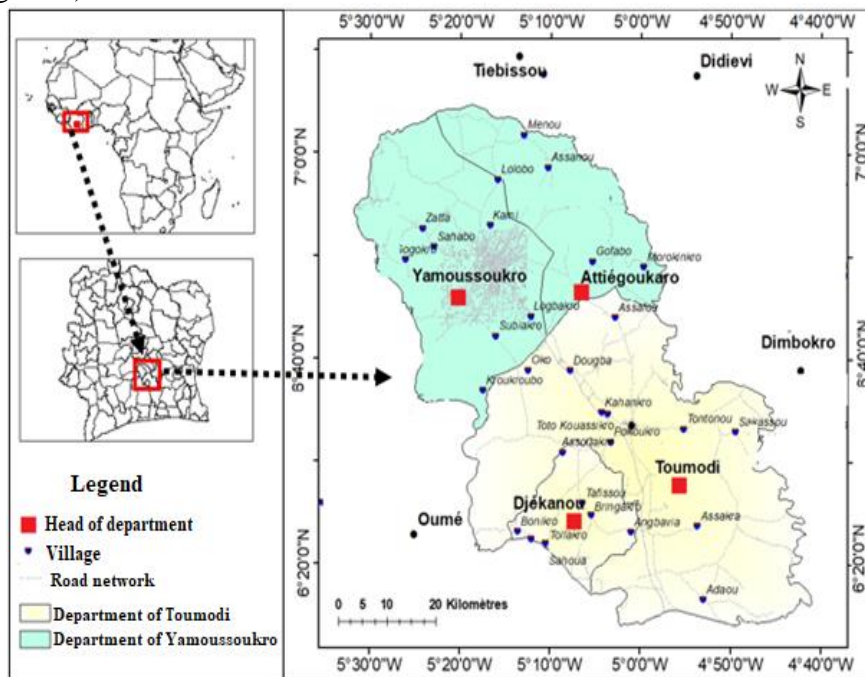 5°30'0"W 5°20'0"W 5°10'0"W 5°0'0"W 4°50'0"W 4°40'0"W
Tiebissou
Didievi
N
W E
S
7°0'0"N
7°0'0"N
Menou
Assanou
Lolobo
Zatta
Kami
Sahabo
Gofabo
Morokinkro
Yamoussoukro
Attiégoukaro
Logbakro
Assafou
Subiakro
Dimbokro
6°40'0"N
6°40'0"N
Oko
Dougba
Kroukroubo
Kahankro
Toto Kouassikro
Tontonou
Sakassou
Toumodi
Djékanou
Tafissou
Bringakro
Oumé
Bonikro
Angbavia
Assakra
Torlakro
Sahoua
6°20'0"N
6°20'0"N
Adaou
0 5 10 20 Kilomètres
5°30'0"W 5°20'0"W 5°10'0"W 5°0'0"W 4°50'0"W 4°40'0"W
Legend
Head of department
Village
Road network
Department of Toumodi
Department of Yamoussoukro